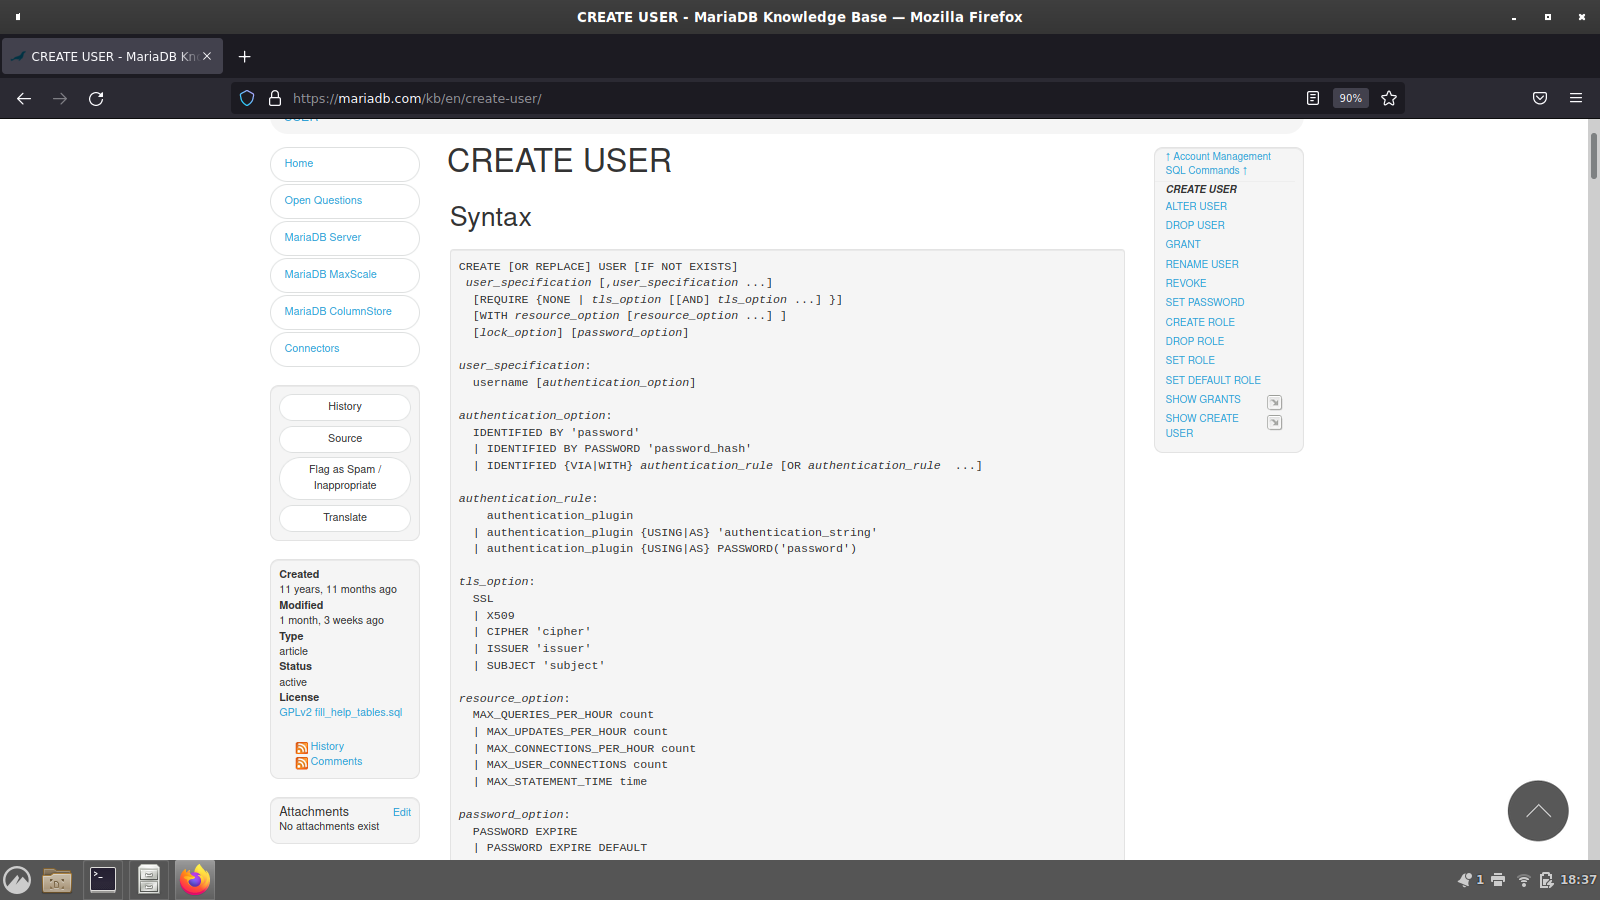 CREATE USER - MariaDB Knowledge Base — Mozilla Firefox
CREATE USER - MariaDB Kn
https://mariadb.com/kb/en/create-user/
90%
Home
Open Questions
MariaDB Server
MariaDB MaxScale
MariaDB ColumnStore
Connectors
History
Source
Flag as Spam /
Inappropriate
Translate
Created
11 years, 11 months ago
Modified
1 month, 3 weeks ago
Type
article
Status
active
License
GPLv2 fill_help_tables.sql
History
Comments
Attachments Edit
No attachments exist
CREATE USER
Syntax
CREATE [OR REPLACE] USER [IF NOT EXISTS]
user_specification [,user_specification ...]
[REQUIRE {NONE | tls_option [[AND] tls_option ...] }]
[WITH resource_option [resource_option ...] ]
[lock_option] [password_option]
user_specification:
username [authentication_option]
authentication_option:
IDENTIFIED BY 'password'
| IDENTIFIED BY PASSWORD 'password_hash'
| IDENTIFIED {VIA|WITH} authentication_rule [OR authentication_rule  ...]
authentication_rule:
authentication_plugin
| authentication_plugin {USING|AS} 'authentication_string'
| authentication_plugin {USING|AS} PASSWORD('password')
tls_option:
SSL
| X509
| CIPHER 'cipher'
| ISSUER 'issuer'
| SUBJECT 'subject'
resource_option:
MAX_QUERIES_PER_HOUR count
| MAX_UPDATES_PER_HOUR count
| MAX_CONNECTIONS_PER_HOUR count
| MAX_USER_CONNECTIONS count
| MAX_STATEMENT_TIME time
password_option:
PASSWORD EXPIRE
| PASSWORD EXPIRE DEFAULT
↑ Account Management
SQL Commands ↑
CREATE USER
ALTER USER
DROP USER
GRANT
RENAME USER
REVOKE
SET PASSWORD
CREATE ROLE
DROP ROLE
SET ROLE
SET DEFAULT ROLE
SHOW GRANTS
SHOW CREATE
USER
1
18:37